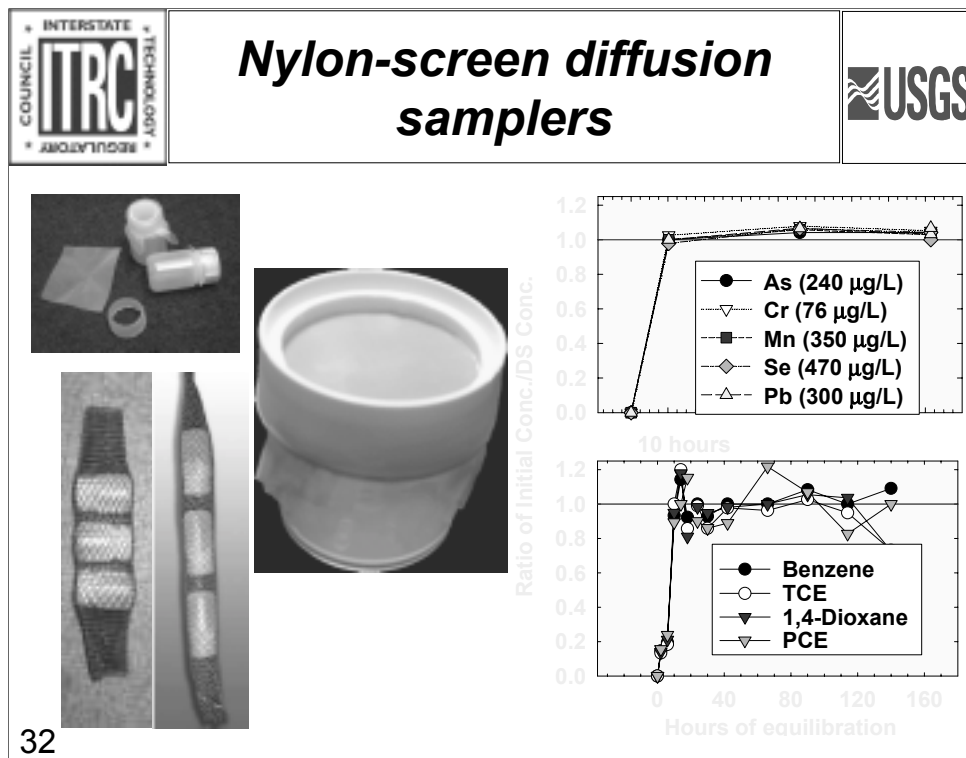 INTERSTATE
COUNCIL
ITRC
TECHNOLOGY
REGULATORY
Nylon-screen diffusion
samplers
USGS
Ratio of Initial Conc./DS Conc.
1.2
1.0
0.8
0.6
0.4
0.2
0.0
As (240 µg/L)
Cr (76 µg/L)
Mn (350 µg/L)
Se (470 µg/L)
Pb (300 µg/L)
10 hours
1.2
1.0
0.8
0.6
0.4
0.2
0.0
Benzene
TCE
1,4-Dioxane
PCE
0 40 80 120 160
Hours of equilibration
32